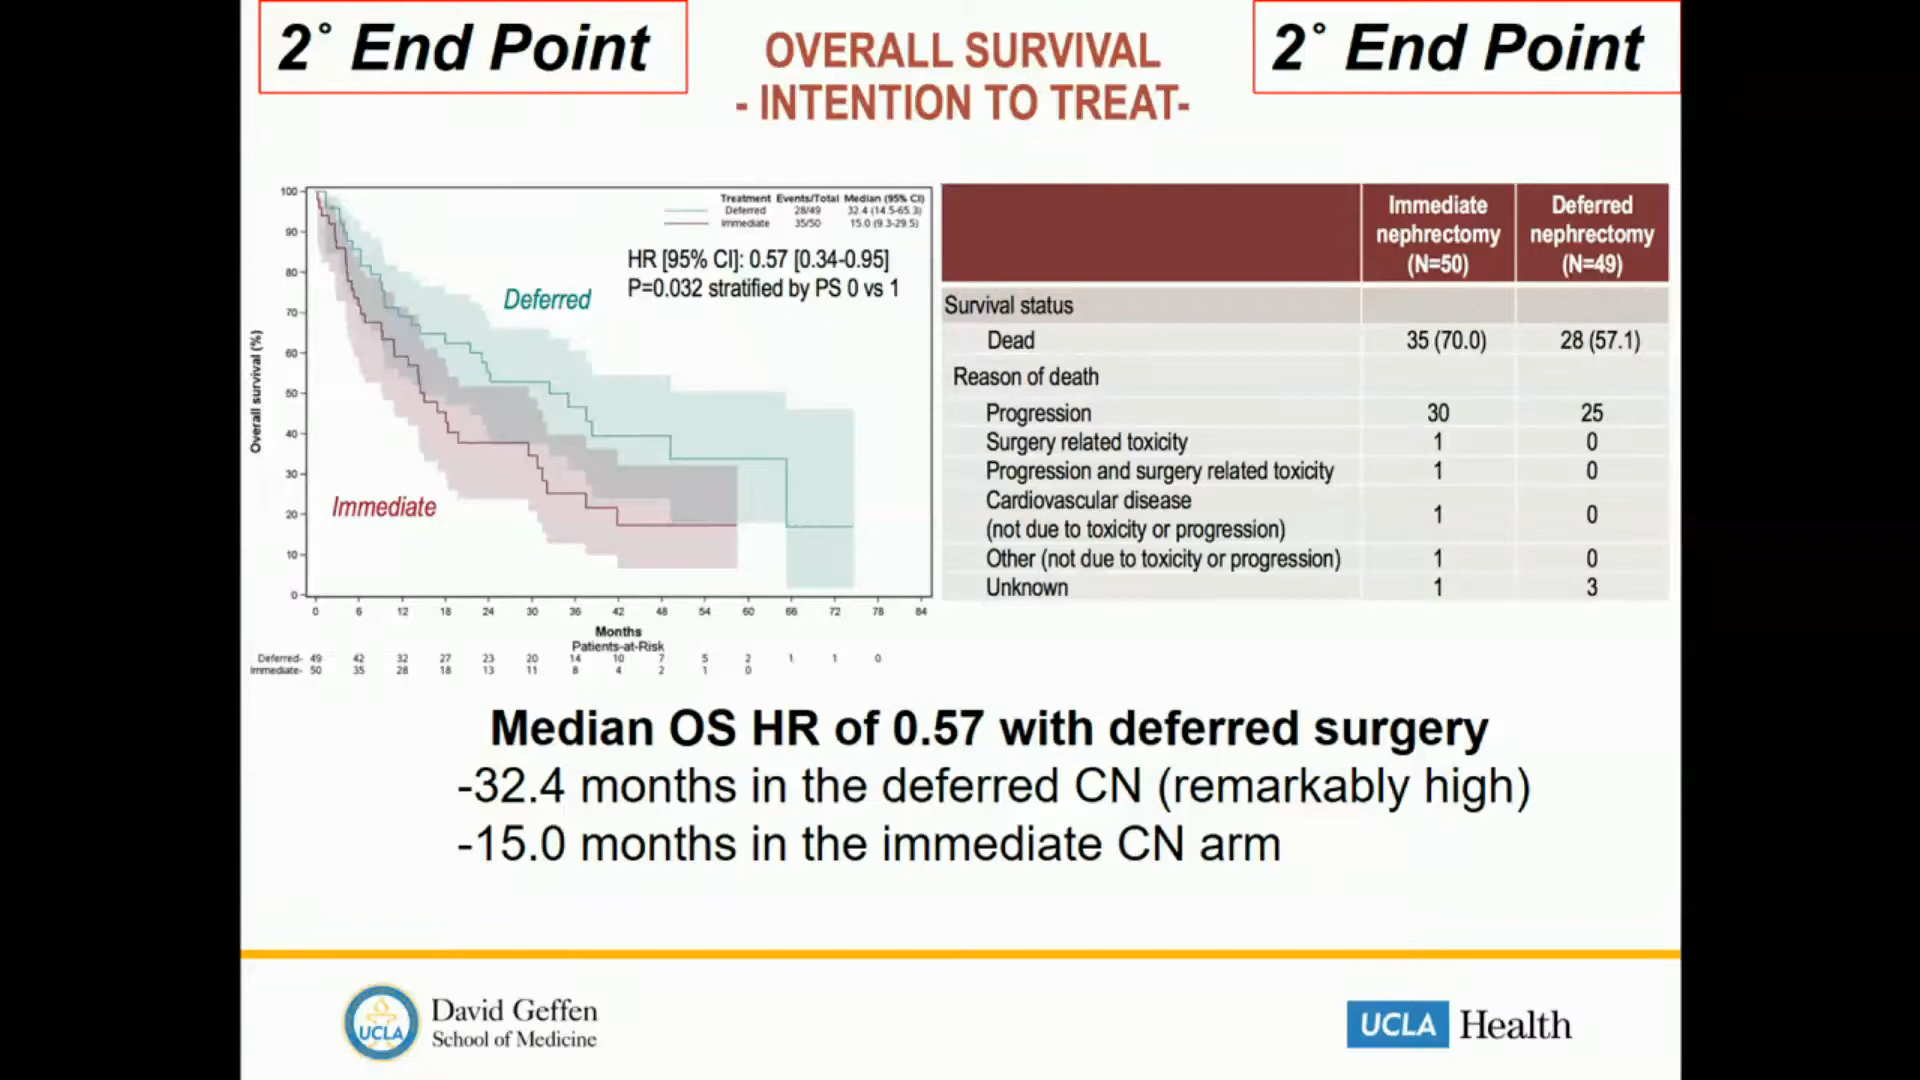 2° End Point
OVERALL SURVIVAL
- INTENTION TO TREAT-
2° End Point
Treatment Events/Total Median (95% CI)
Deferred 28/49 32.4 (14.5-65.3)
Immediate 35/50 15.0 (9.3-29.5)
HR [95% CI]: 0.57 [0.34-0.95]
P=0.032 stratified by PS 0 vs 1
Deferred
Immediate
Overall survival (%)
100
90
80
70
60
50
40
30
20
10
0
0 6 12 18 24 30 36 42 48 54 60 66 72 78 84
Months
Patients-at-Risk
Deferred- 49 42 32 27 23 20 14 10 7 5 2 1 1 0
Immediate- 50 35 28 18 13 11 8 4 2 1 0
Immediate nephrectomy (N=50) Deferred nephrectomy (N=49)
Survival status
Dead 35 (70.0) 28 (57.1)
Reason of death
Progression 30 25
Surgery related toxicity 1 0
Progression and surgery related toxicity 1 0
Cardiovascular disease
(not due to toxicity or progression) 1 0
Other (not due to toxicity or progression) 1 0
Unknown 1 3
Median OS HR of 0.57 with deferred surgery
-32.4 months in the deferred CN (remarkably high)
-15.0 months in the immediate CN arm
UCLA
David Geffen
School of Medicine
UCLA Health